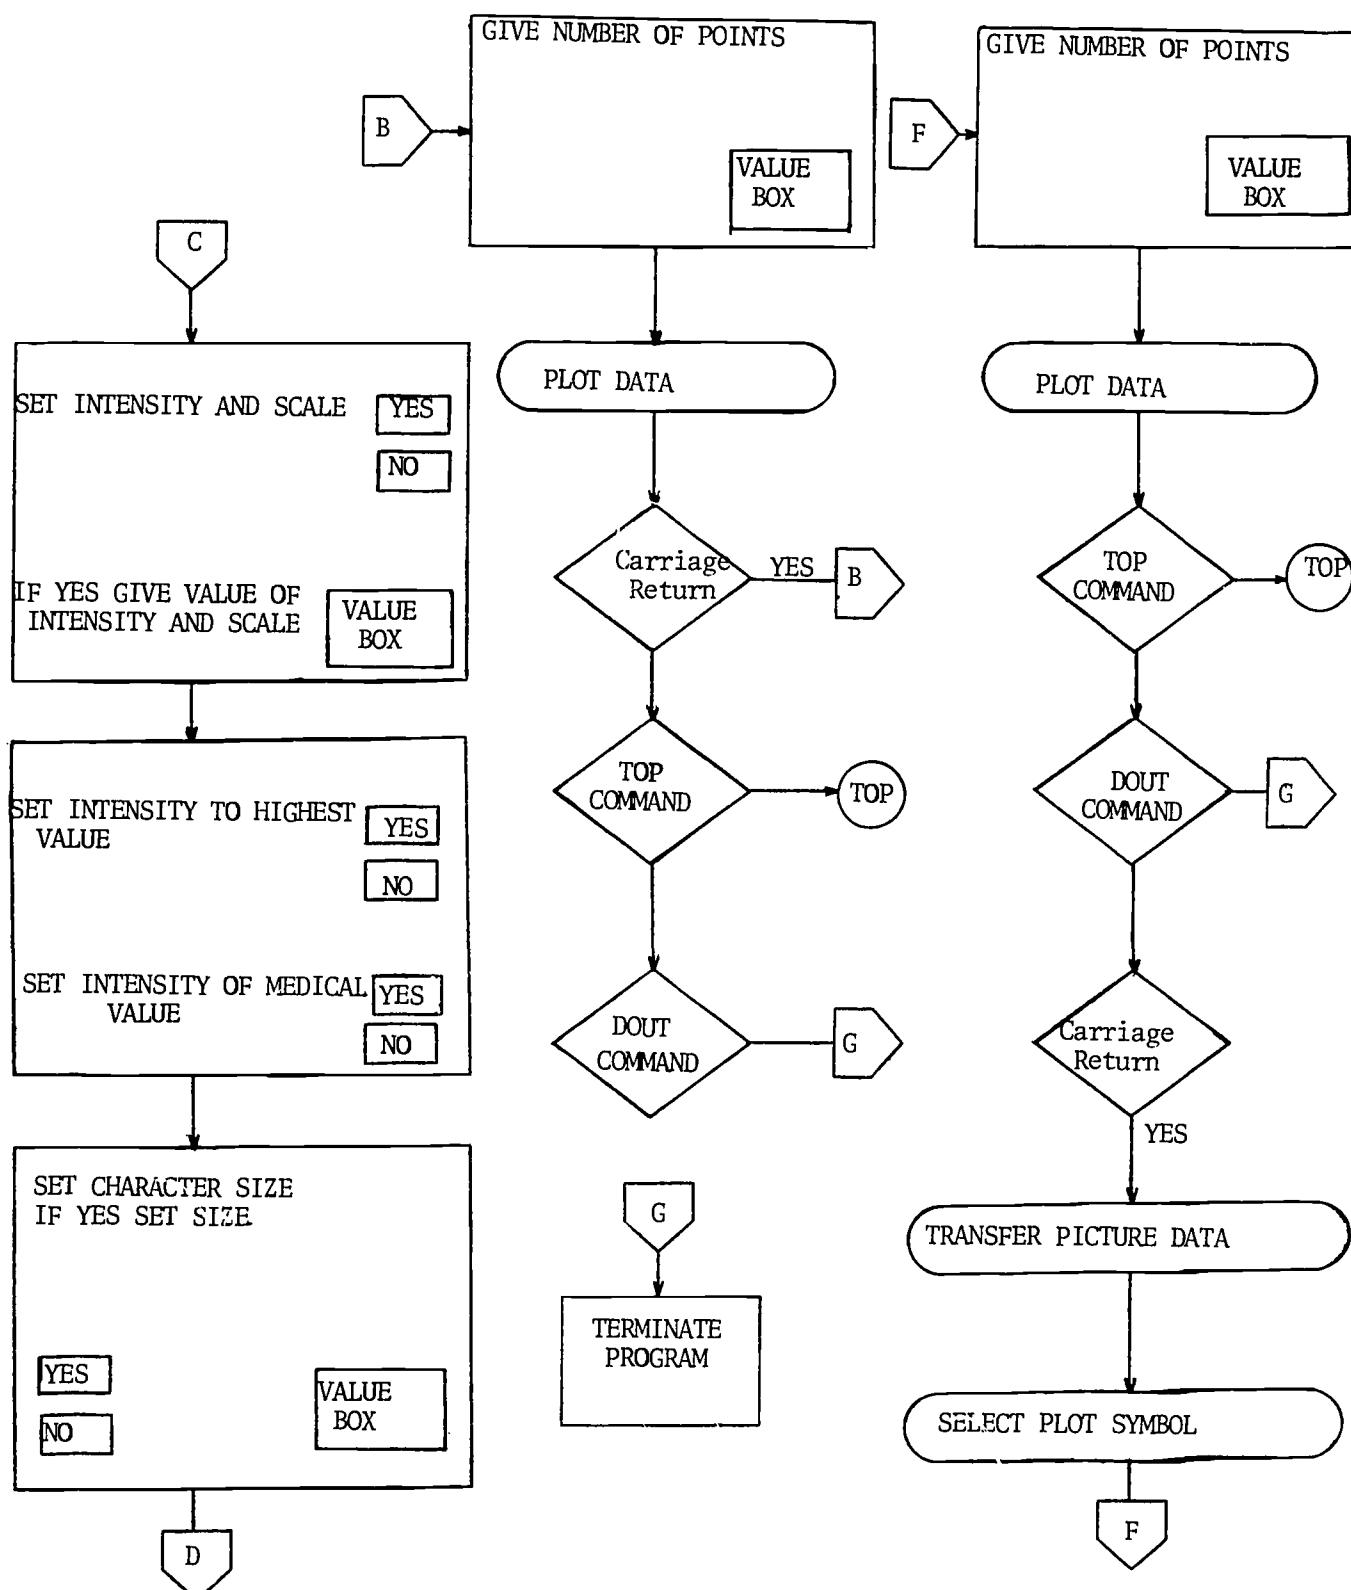 C
SET INTENSITY AND SCALE
YES
NO
IF YES GIVE VALUE OF
INTENSITY AND SCALE
VALUE
BOX
SET INTENSITY TO HIGHEST
VALUE
YES
NO
SET INTENSITY OF MEDICAL
VALUE
YES
NO
SET CHARACTER SIZE
IF YES SET SIZE
YES
NO
VALUE
BOX
D
B
GIVE NUMBER OF POINTS
VALUE
BOX
PLOT DATA
Carriage
Return
YES
B
TOP
COMMAND
TOP
DOUT
COMMAND
G
G
TERMINATE
PROGRAM
F
GIVE NUMBER OF POINTS
VALUE
BOX
PLOT DATA
TOP
COMMAND
TOP
DOUT
COMMAND
G
Carriage
Return
YES
TRANSFER PICTURE DATA
SELECT PLOT SYMBOL
F